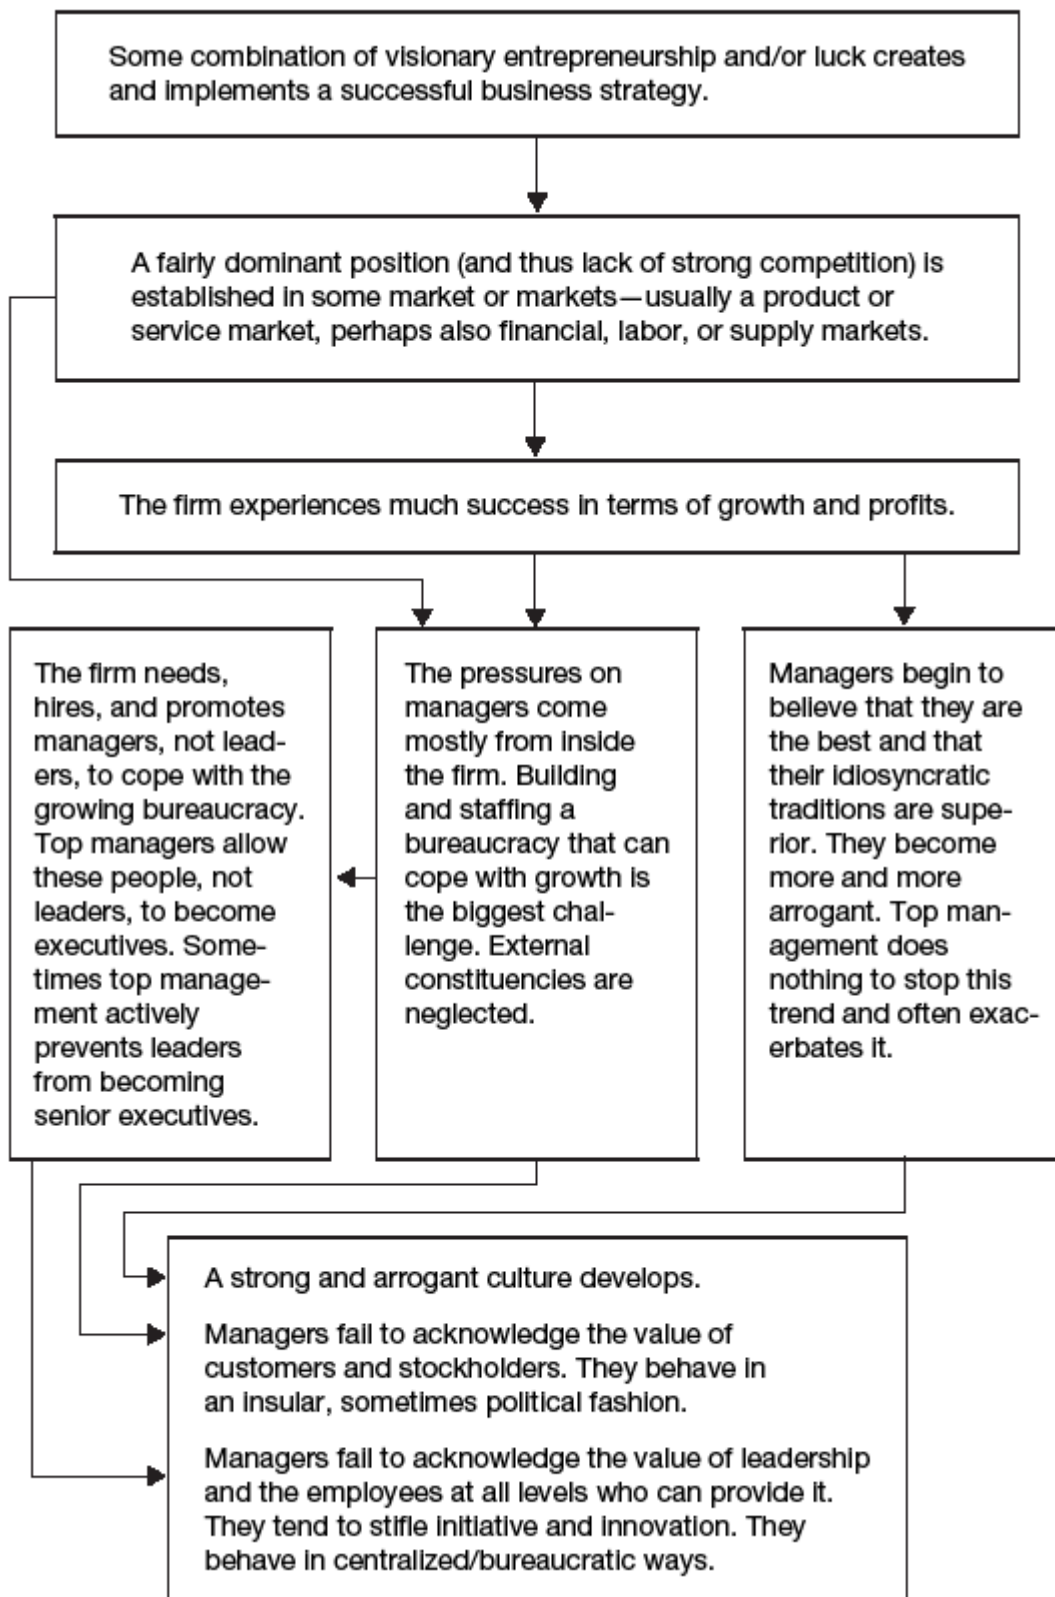 Some combination of visionary entrepreneurship and/or luck creates
and implements a successful business strategy.
A fairly dominant position (and thus lack of strong competition) is
established in some market or markets—usually a product or
service market, perhaps also financial, labor, or supply markets.
The firm experiences much success in terms of growth and profits.
The firm needs,
hires, and promotes
managers, not lead-
ers, to cope with the
growing bureaucracy.
Top managers allow
these people, not
leaders, to become
executives. Some-
times top manage-
ment actively
prevents leaders
from becoming
senior executives.
The pressures on
managers come
mostly from inside
the firm. Building
and staffing a
bureaucracy that can
cope with growth is
the biggest chal-
lenge. External
constituencies are
neglected.
Managers begin to
believe that they are
the best and that
their idiosyncratic
traditions are supe-
rior. They become
more and more
arrogant. Top man-
agement does
nothing to stop this
trend and often exac-
erbates it.
A strong and arrogant culture develops.
Managers fail to acknowledge the value of
customers and stockholders. They behave in
an insular, sometimes political fashion.
Managers fail to acknowledge the value of leadership
and the employees at all levels who can provide it.
They tend to stifle initiative and innovation. They
behave in centralized/bureaucratic ways.